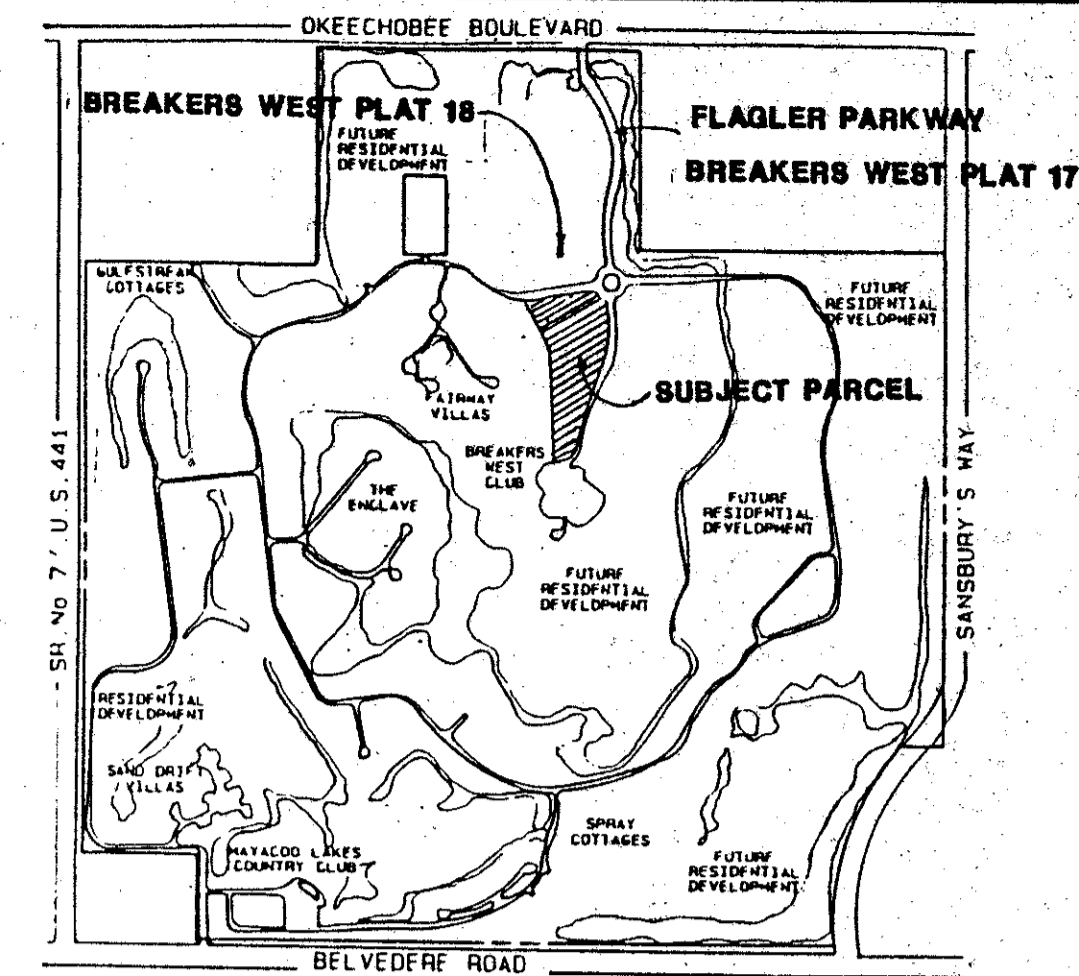 OKEECHOBEE BOULEVARD
BREAKERS WEST PLAT 18
FLAGLER PARKWAY
BREAKERS WEST PLAT 17
FUTURE
RESIDENTIAL
DEVELOPMENT
GULFSTREAM
COTTAGES
FUTURE
RESIDENTIAL
DEVELOPMENT
FAIRWAY
VILLAS
SUBJECT PARCEL
BREAKERS
WEST
CLUB
THE
ENCLAVE
FUTURE
RESIDENTIAL
DEVELOPMENT
FUTURE
RESIDENTIAL
DEVELOPMENT
SR. No 7' U.S. 441
SANSBURY'S WAY
RESIDENTIAL
DEVELOPMENT
SAND DRIFT
VILLAS
MAYACOO LAKES
COUNTRY CLUB
SPRAY
COTTAGES
FUTURE
RESIDENTIAL
DEVELOPMENT
BELVEDERE ROAD